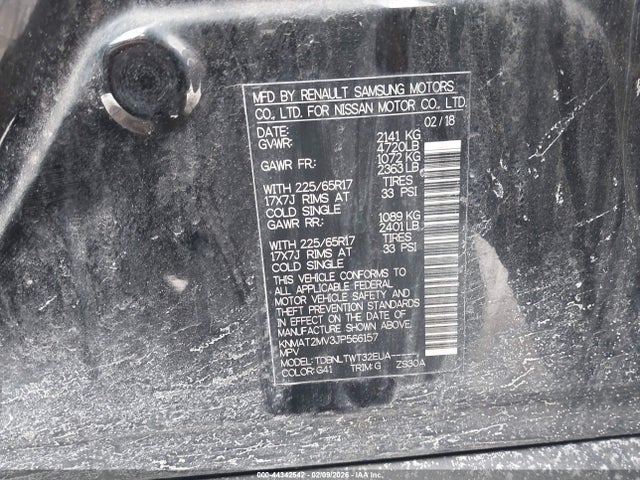 MFD BY RENAULT SAMSUNG MOTORS
CO., LTD. FOR NISSAN MOTOR CO., LTD.
DATE: 02/18
GVWR: 2141 KG
4720LB
GAWR FR: 1072 KG
2363LB
WITH 225/65R17 TIRES
17X7J RIMS AT 33 PSI
COLD SINGLE
GAWR RR: 1089 KG
2401LB
WITH 225/65R17 TIRES
17X7J RIMS AT 33 PSI
COLD SINGLE
THIS VEHICLE CONFORMS TO
ALL APPLICABLE FEDERAL
MOTOR VEHICLE SAFETY AND
THEFT PREVENTION STANDARDS
IN EFFECT ON THE DATE OF
MANUFACTURE SHOWN ABOVE.
KNMAT2MV3JP566157
MPV
MODEL: TDBNLTWT32EUA-----
COLOR: G41 TRIM: G ZS30A
000-44342542 - 02/09/2026 - IAA Inc.